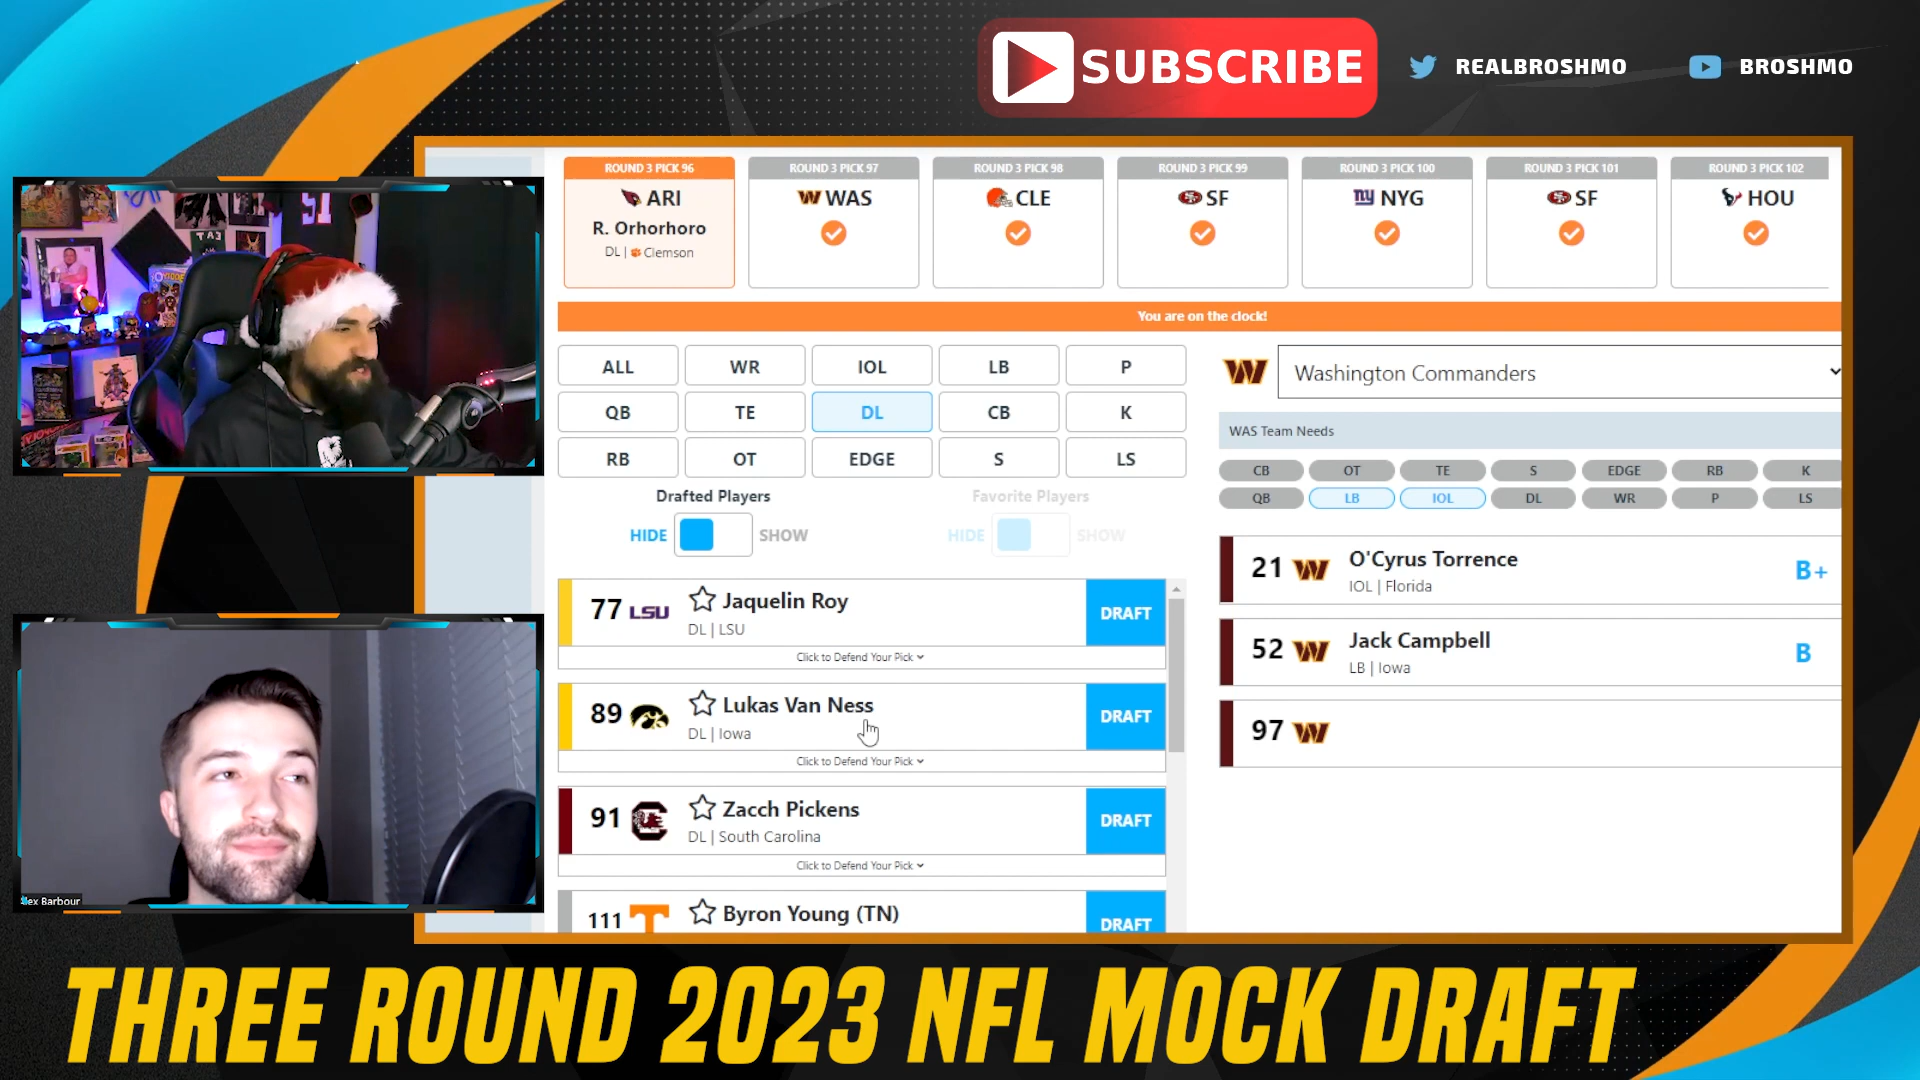 SUBSCRIBE
REALBROSHMO
BROSHMO
ROUND 3 PICK 96
ROUND 3 PICK 97
ROUND 3 PICK 98
ROUND 3 PICK 99
ROUND 3 PICK 100
ROUND 3 PICK 101
ROUND 3 PICK 102
ARI
WAS
CLE
SF
NYG
SF
HOU
R. Orhorhoro
DL | Clemson
You are on the clock!
ALL WR IOL LB P
QB TE DL CB K
RB OT EDGE S LS
Drafted Players
HIDE SHOW
Favorite Players
HIDE SHOW
77 LSU Jaquelin Roy
DL | LSU
DRAFT
Click to Defend Your Pick
89 Lukas Van Ness
DL | Iowa
DRAFT
Click to Defend Your Pick
91 Zacch Pickens
DL | South Carolina
DRAFT
Click to Defend Your Pick
111 Byron Young (TN)
DRAFT
Washington Commanders
WAS Team Needs
CB OT TE S EDGE RB K
QB LB IOL DL WR P LS
21 O'Cyrus Torrence
IOL | Florida
B+
52 Jack Campbell
LB | Iowa
B
97
Barbour
THREE ROUND 2023 NFL MOCK DRAFT